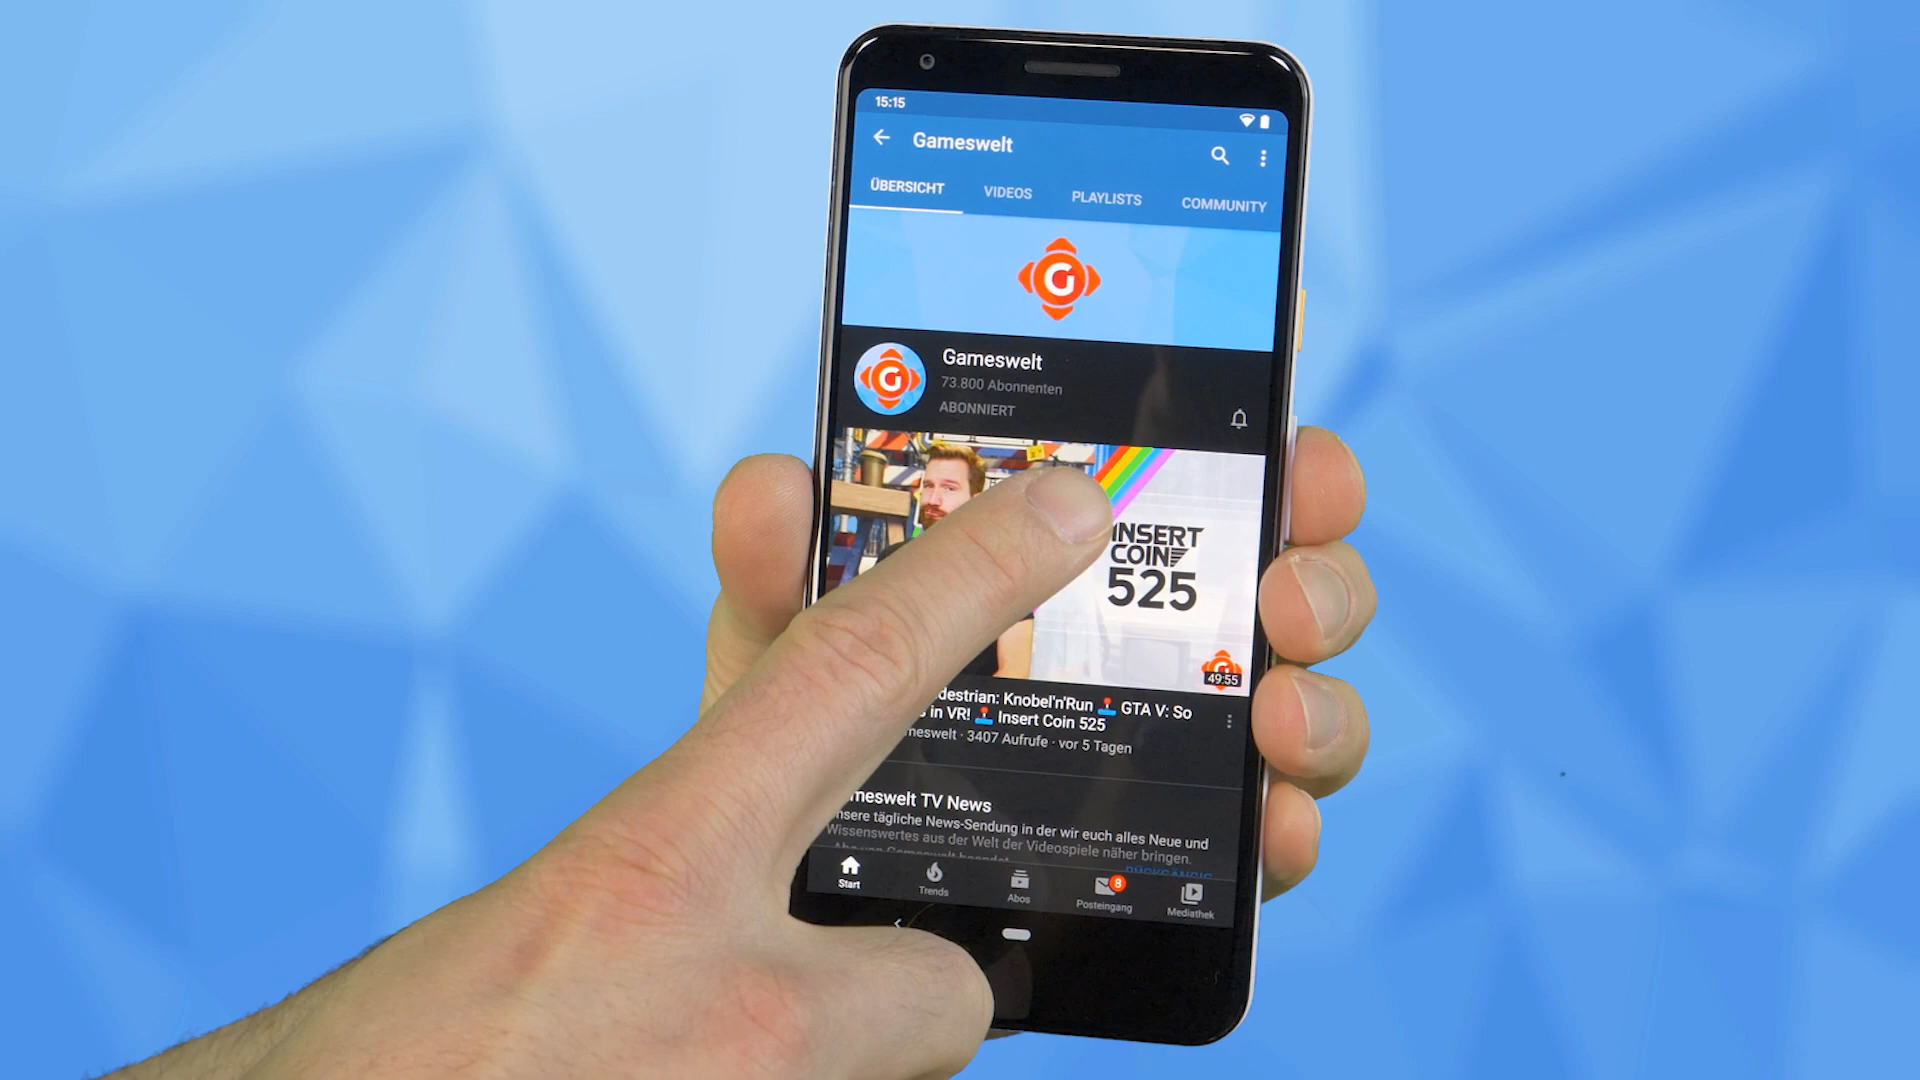 15:15
Gameswelt
ÜBERSICHT
VIDEOS
PLAYLISTS
COMMUNITY
G
G
Gameswelt
73.800 Abonnenten
ABONNIERT
INSERT
COIN
525
49:55
destrian: Knobel'n'Run GTA V: So
in VR! Insert Coin 525
meswelt · 3407 Aufrufe · vor 5 Tagen
meswelt TV News
nsere tägliche News-Sendung in der wir euch alles Neue und
Wissenswertes aus der Welt der Videospiele näher bringen.
Start
Trends
Abos
8
Posteingang
Mediathek